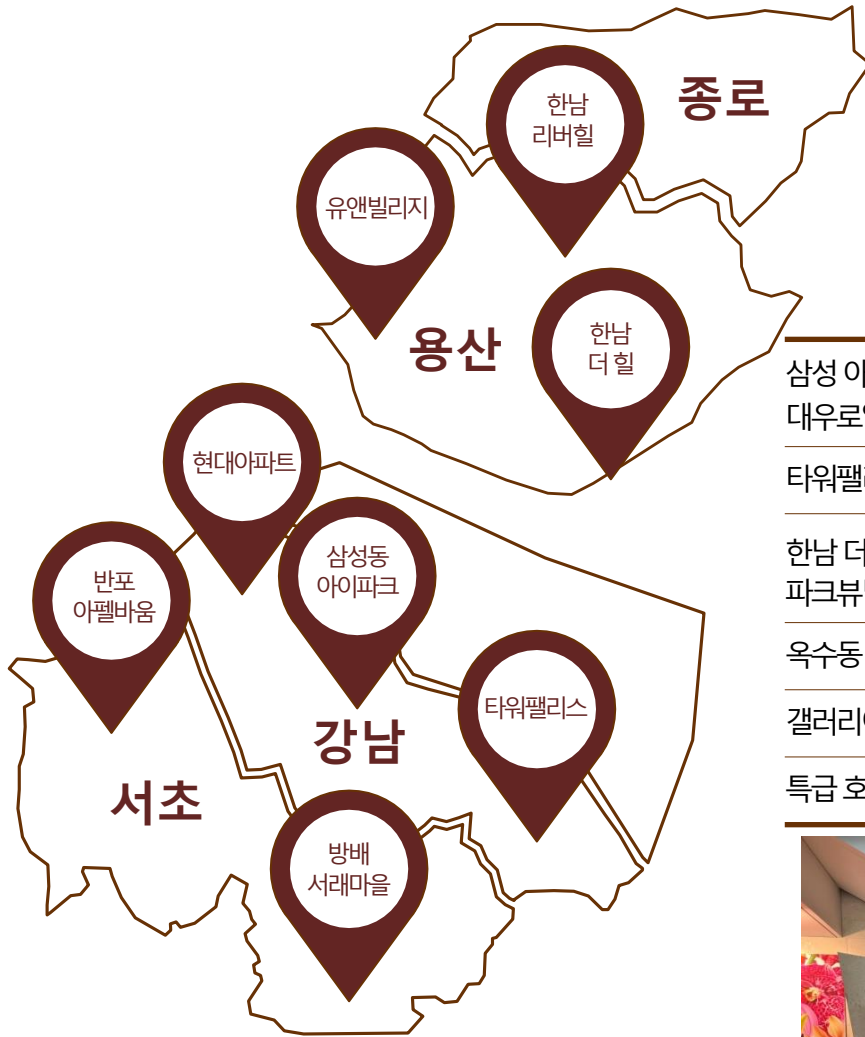 종로
한남
리버힐
유앤빌리지
한남
더 힐
용산
현대아파트
삼성동
아이파크
반포
아펠바움
타워팰리스
강남
서초
방배
서래마을
삼성 아
대우로
타워팰
한남 더
파크뷰
옥수동
갤러리
특급 호